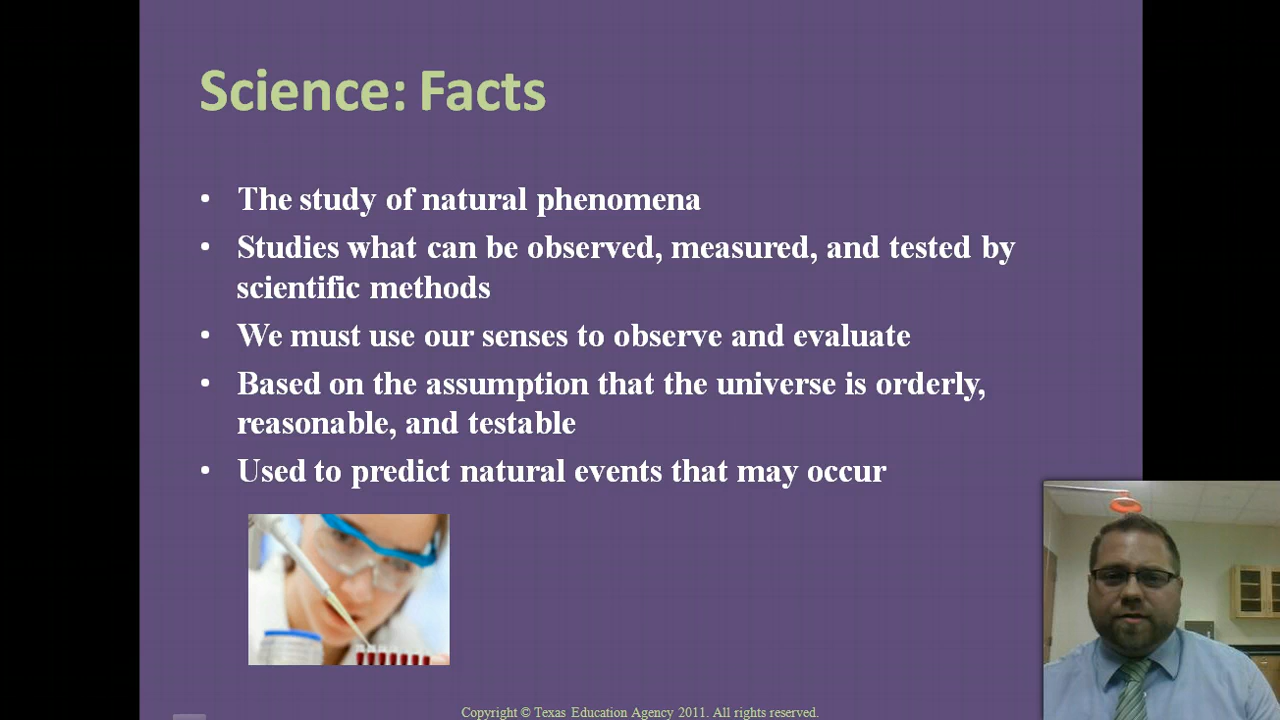 Science: Facts
• The study of natural phenomena
• Studies what can be observed, measured, and tested by
scientific methods
• We must use our senses to observe and evaluate
• Based on the assumption that the universe is orderly,
reasonable, and testable
• Used to predict natural events that may occur
Copyright © Texas Education Agency 2011. All rights reserved.